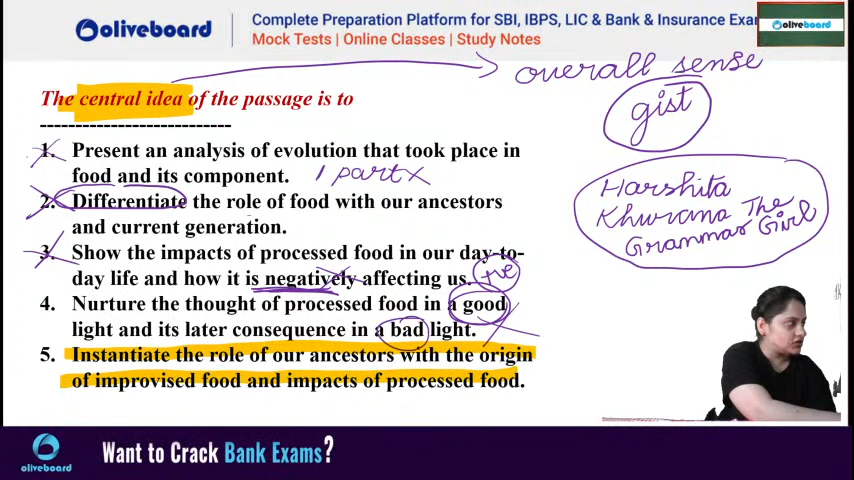 oliveboard
Complete Preparation Platform for SBI, IBPS, LIC & Bank & Insurance Exa
Mock Tests | Online Classes | Study Notes
oliveboard
overall sense
gist
The central idea of the passage is to
---------------------------
1. Present an analysis of evolution that took place in
food and its component. 1 part x
2. Differentiate the role of food with our ancestors
and current generation.
3. Show the impacts of processed food in our day-to-
day life and how it is negatively affecting us. +ve
4. Nurture the thought of processed food in a good
light and its later consequence in a bad light.
5. Instantiate the role of our ancestors with the origin
of improvised food and impacts of processed food.
Harshita
Khurana The
Grammar Girl
oliveboard
Want to Crack Bank Exams?